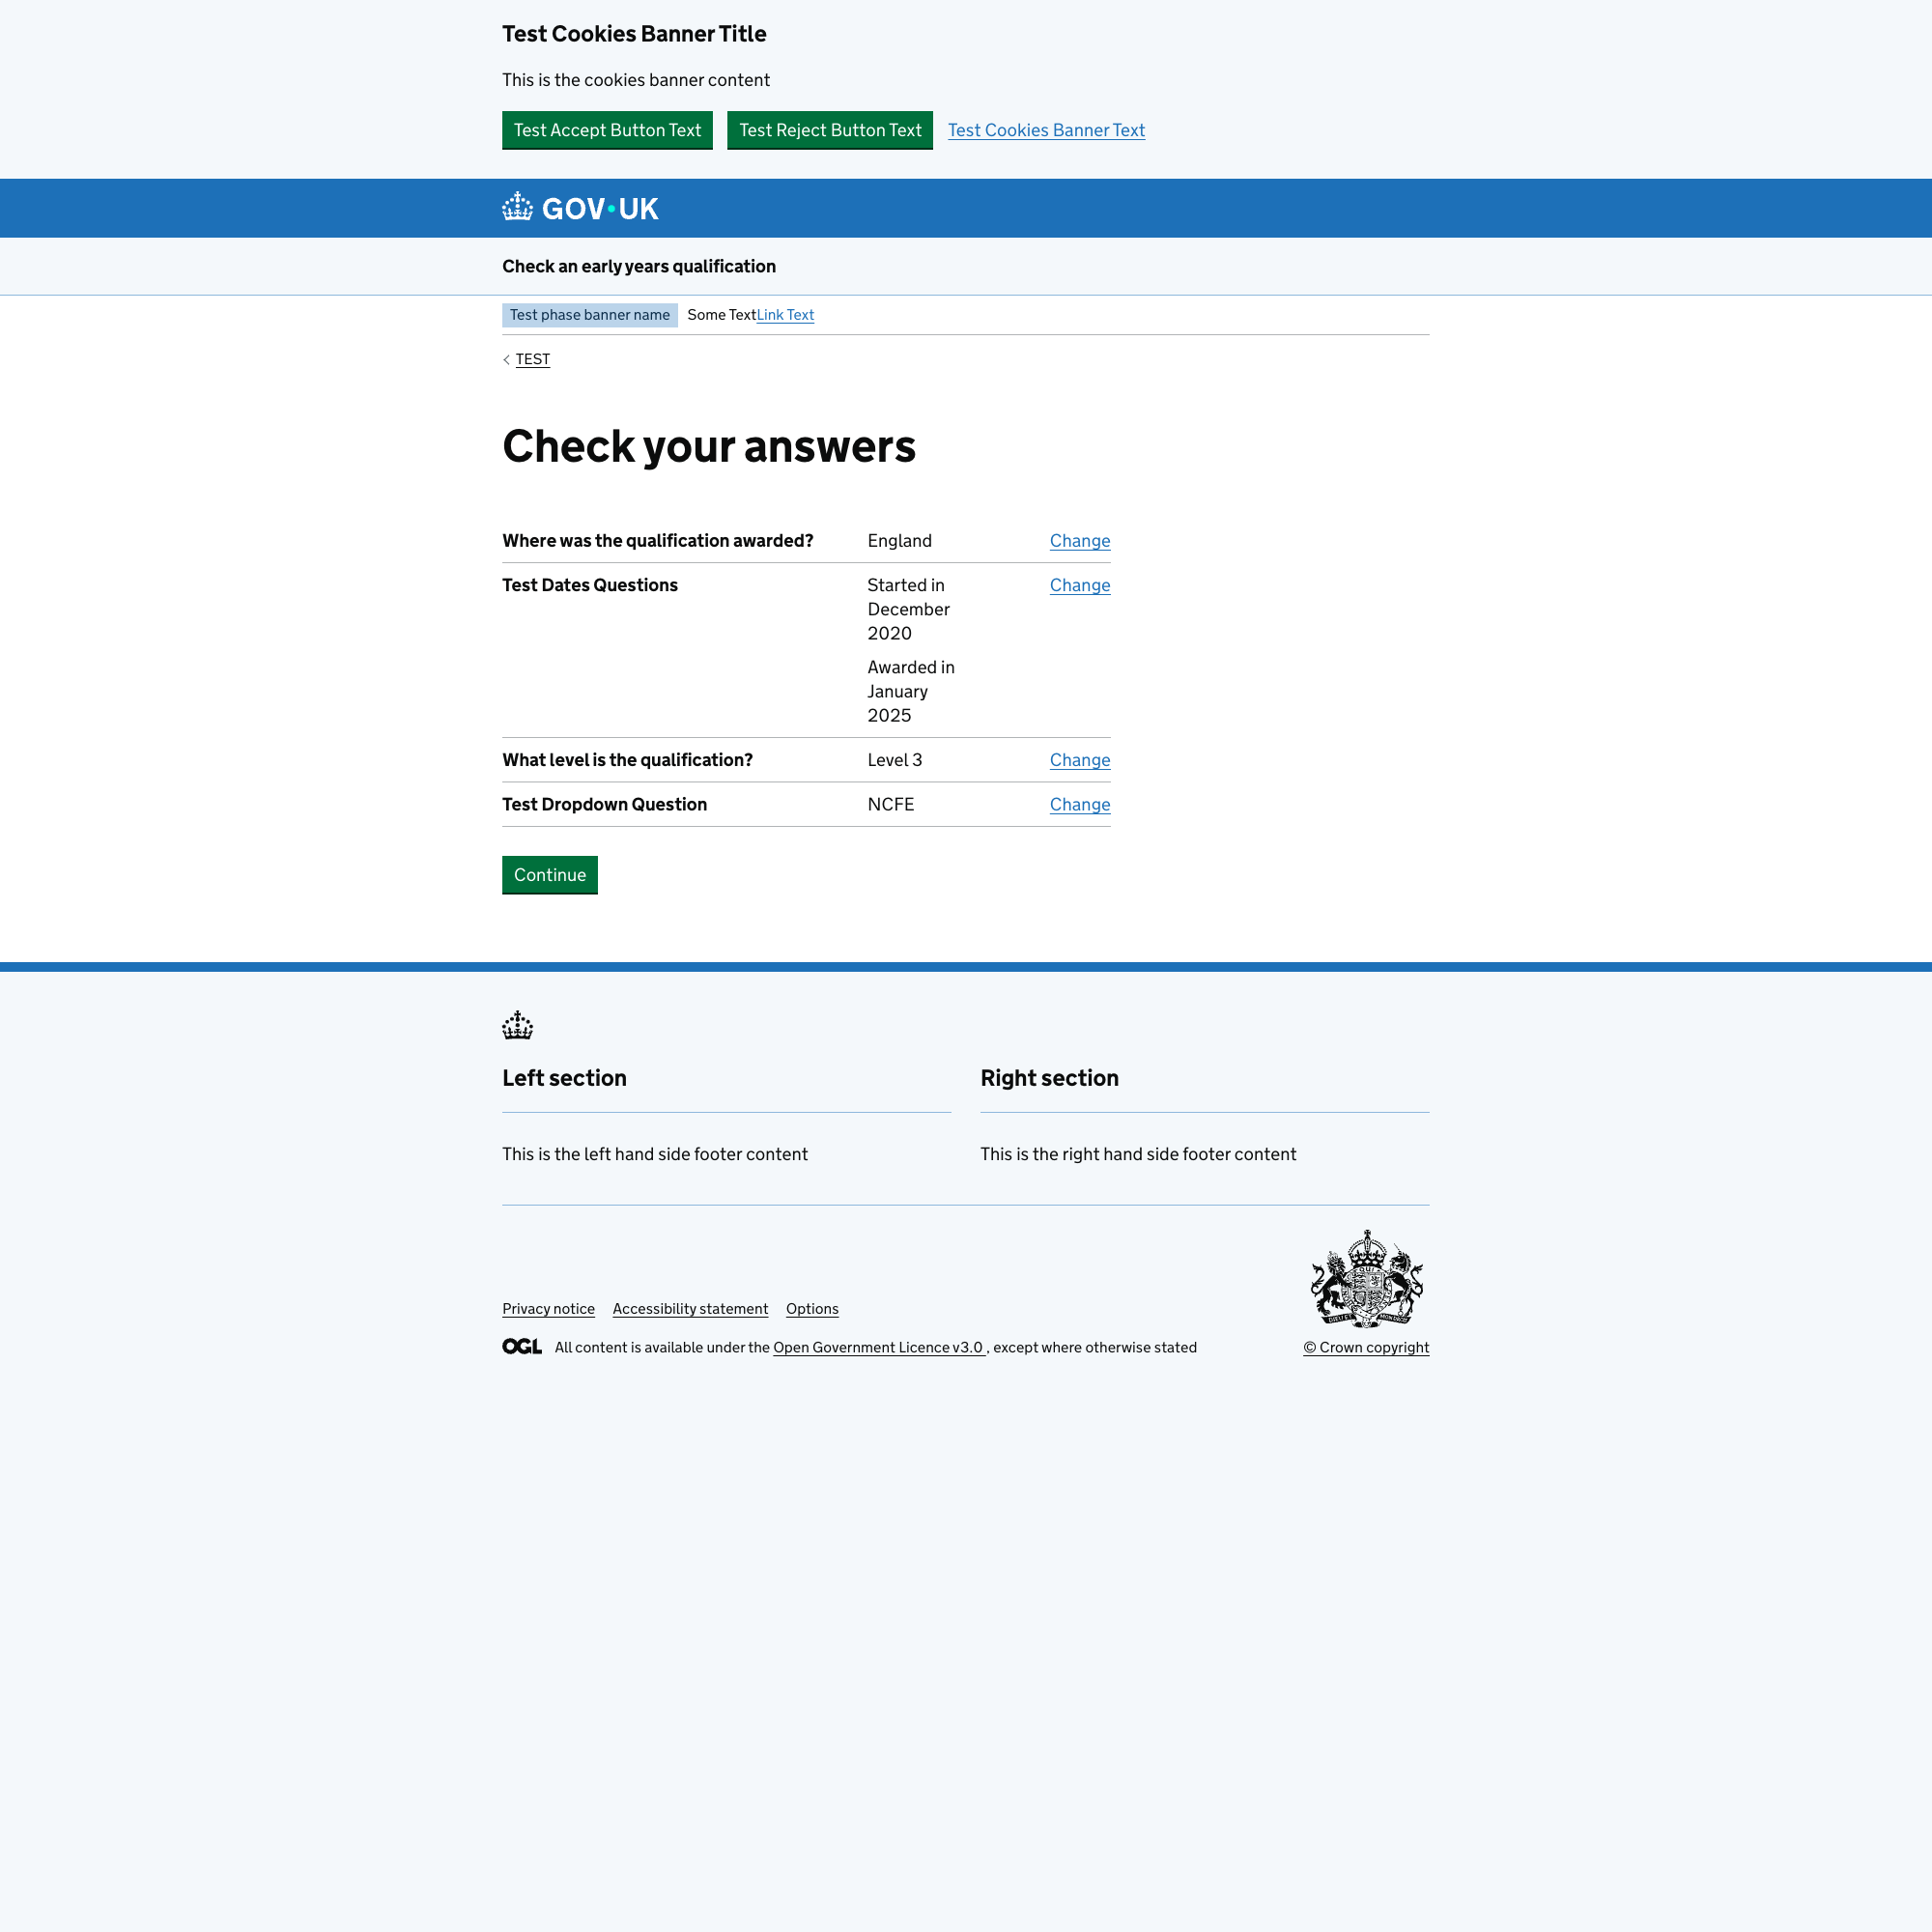 Test Cookies Banner Title
This is the cookies banner content
Test Accept Button Text Test Reject Button Text Test Cookies Banner Text
GOV·UK
Check an early years qualification
Test phase banner name Some TextLink Text
TEST
Check your answers
Where was the qualification awarded? England Change
Test Dates Questions Started in Change
December
2020
Awarded in
January
2025
What level is the qualification? Level 3 Change
Test Dropdown Question NCFE Change
Continue
Left section Right section
This is the left hand side footer content This is the right hand side footer content
Privacy notice Accessibility statement Options
OGL All content is available under the Open Government Licence v3.0 , except where otherwise stated © Crown copyright